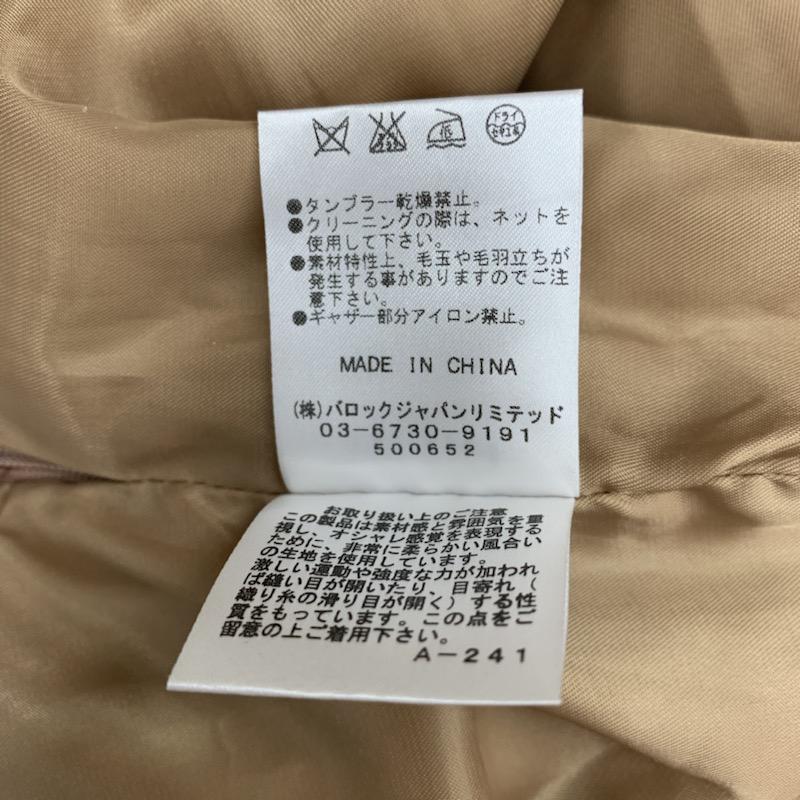 低 ドライ セキユ系
●タンブラー乾燥禁止。
●クリーニングの際は、ネットを
使用して下さい。
●素材特性上、毛玉や毛羽立ちが
発生する事がありますのでご注
意下さい。
●ギャザー部分アイロン禁止。
MADE IN CHINA
(株)バロックジャパンリミテッド
03-6730-9191
500652
お取り扱い上のご注意
この製品は素材感と雰囲気を重
視し、オシャレ感覚を表現する
ために、非常に柔らかい風合い
の生地を使用しています。
激しい運動や強度な力が加われ
ば縫い目が開いたり、目寄れ(
織り糸の滑り目が開く)する性
質をもっています。この点をご
留意の上ご着用下さい。
A-241